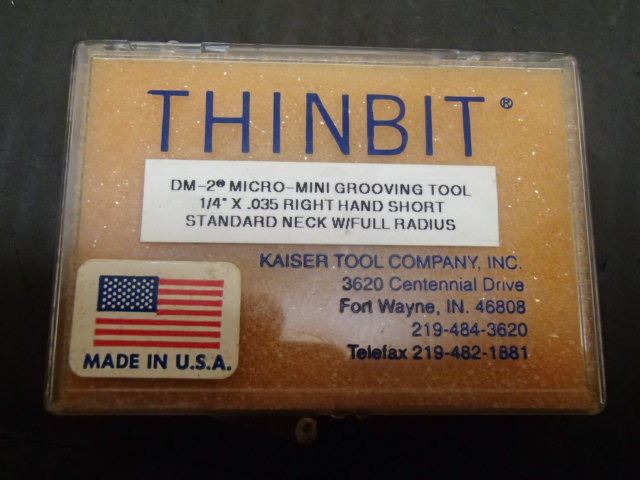 THINBIT®
DM-2® MICRO-MINI GROOVING TOOL
1/4" X .035 RIGHT HAND SHORT
STANDARD NECK W/FULL RADIUS
KAISER TOOL COMPANY, INC.
3620 Centennial Drive
Fort Wayne, IN. 46808
219-484-3620
Telefax 219-482-1881
MADE IN U.S.A.